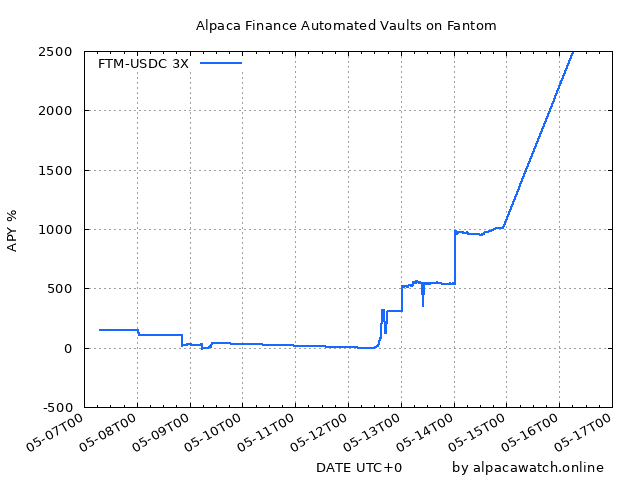 Alpaca Finance Automated Vaults on Fantom
FTM-USDC 3X
2500
2000
1500
1000
500
0
-500
APY %
05-07T00
05-08T00
05-09T00
05-10T00
05-11T00
05-12T00
05-13T00
05-14T00
05-15T00
05-16T00
05-17T00
DATE UTC+0
by alpacawatch.online